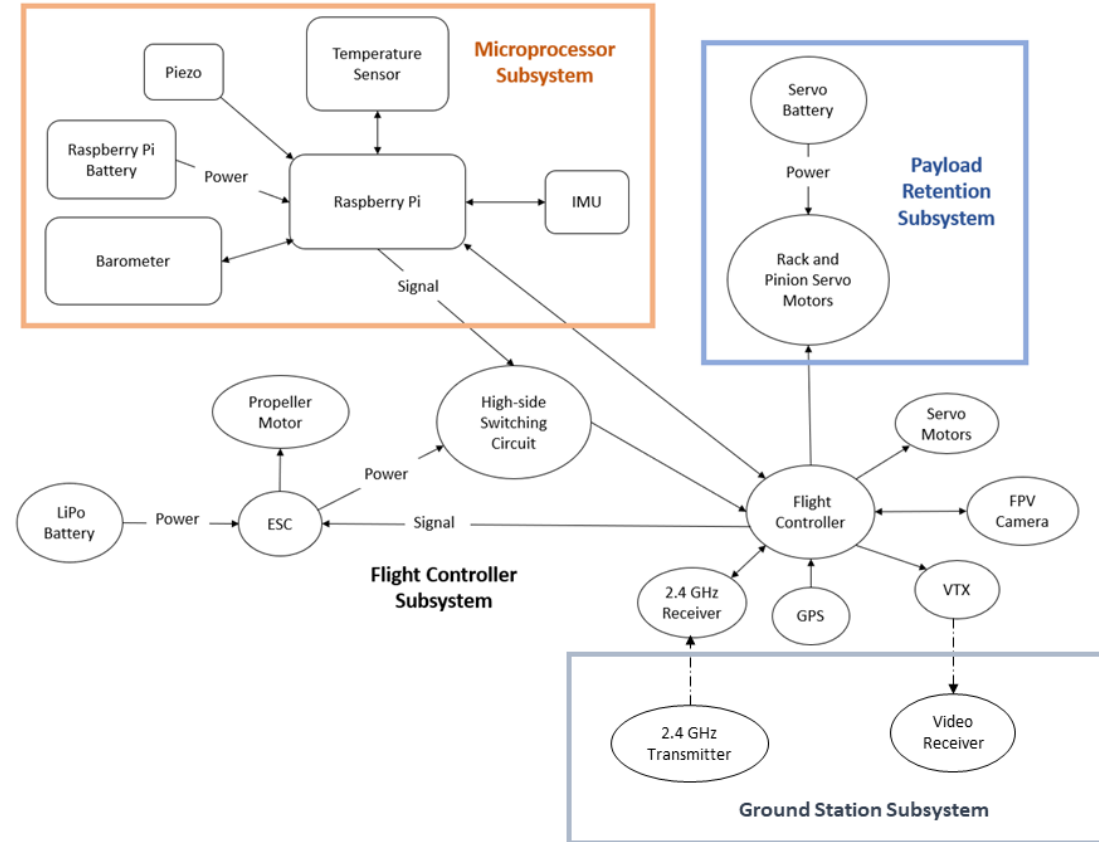 Microprocessor
Subsystem
Temperature
Sensor
Piezo
Raspberry Pi
Battery
Power
Raspberry Pi
IMU
Barometer
Signal
Servo
Battery
Power
Payload
Retention
Subsystem
Rack and
Pinion Servo
Motors
Propeller
Motor
High-side
Switching
Circuit
Servo
Motors
Power
LiPo
Battery
Power
ESC
Signal
Flight
Controller
FPV
Camera
Flight Controller
Subsystem
2.4 GHz
Receiver
GPS
VTX
2.4 GHz
Transmitter
Video
Receiver
Ground Station Subsystem